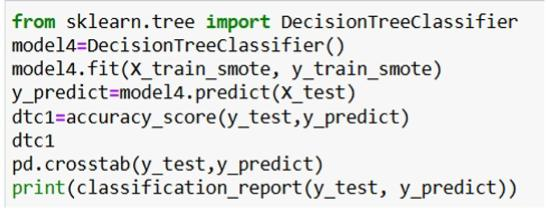 from sklearn.tree import DecisionTreeClassifier
model4=DecisionTreeClassifier()
model4.fit(X_train_smote, y_train_smote)
y_predict=model4.predict(X_test)
dtc1=accuracy_score(y_test,y_predict)
dtc1
pd.crosstab(y_test,y_predict)
print(classification_report(y_test, y_predict))